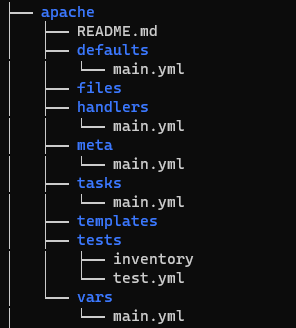 apache
README.md
defaults
main.yml
files
handlers
main.yml
meta
main.yml
tasks
main.yml
templates
tests
inventory
test.yml
vars
main.yml